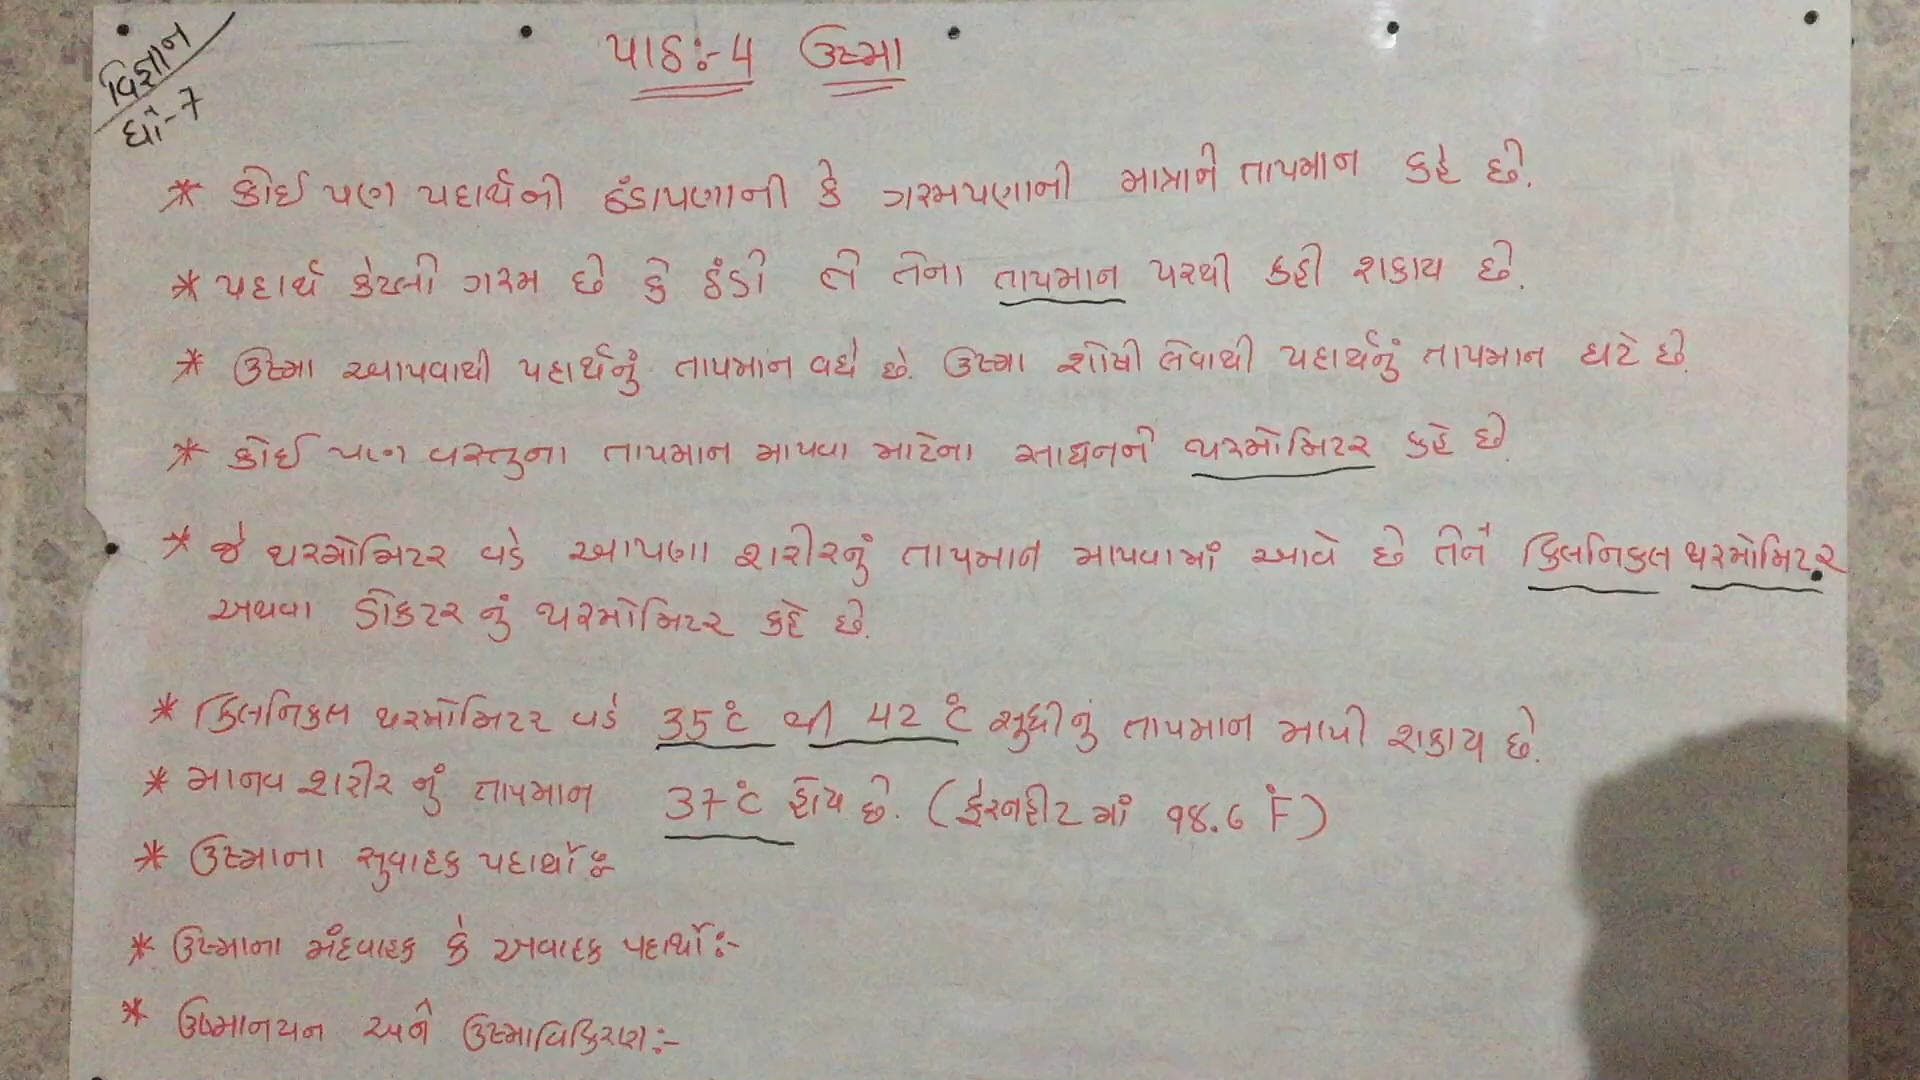 વિજ્ઞાન
ધો-7
પાઠઃ-4 ઉષ્મા
* કોઈ પણ પદાર્થની ઠંડાપણાની કે ગરમપણાની માત્રાને તાપમાન કહે છે.
* પદાર્થ કેટલો ગરમ છે કે ઠંડો તે તેના તાપમાન પરથી કહી શકાય છે.
* ઉષ્મા આપવાથી પદાર્થનું તાપમાન વધે છે. ઉષ્મા શોષી લેવાથી પદાર્થનું તાપમાન ઘટે છે.
* કોઈ પણ વસ્તુના તાપમાન માપવા માટેના સાધનને થરમોમિટર કહે છે.
* જે થરમોમિટર વડે આપણા શરીરનું તાપમાન માપવામાં આવે છે તેને ક્લિનિકલ થરમોમિટર
અથવા ડોકટર નું થરમોમિટર કહે છે.
* ક્લિનિકલ થરમોમિટર વડે 35°C થી 42°C સુધીનું તાપમાન માપી શકાય છે.
* માનવ શરીર નું તાપમાન 37°C હોય છે. (ફેરનહીટ માં 98.6°F)
* ઉષ્માના સુવાહક પદાર્થોઃ-
* ઉષ્માના મંદવાહક કે અવાહક પદાર્થોઃ-
* ઉષ્માનયન અને ઉષ્માવિકિરણઃ-